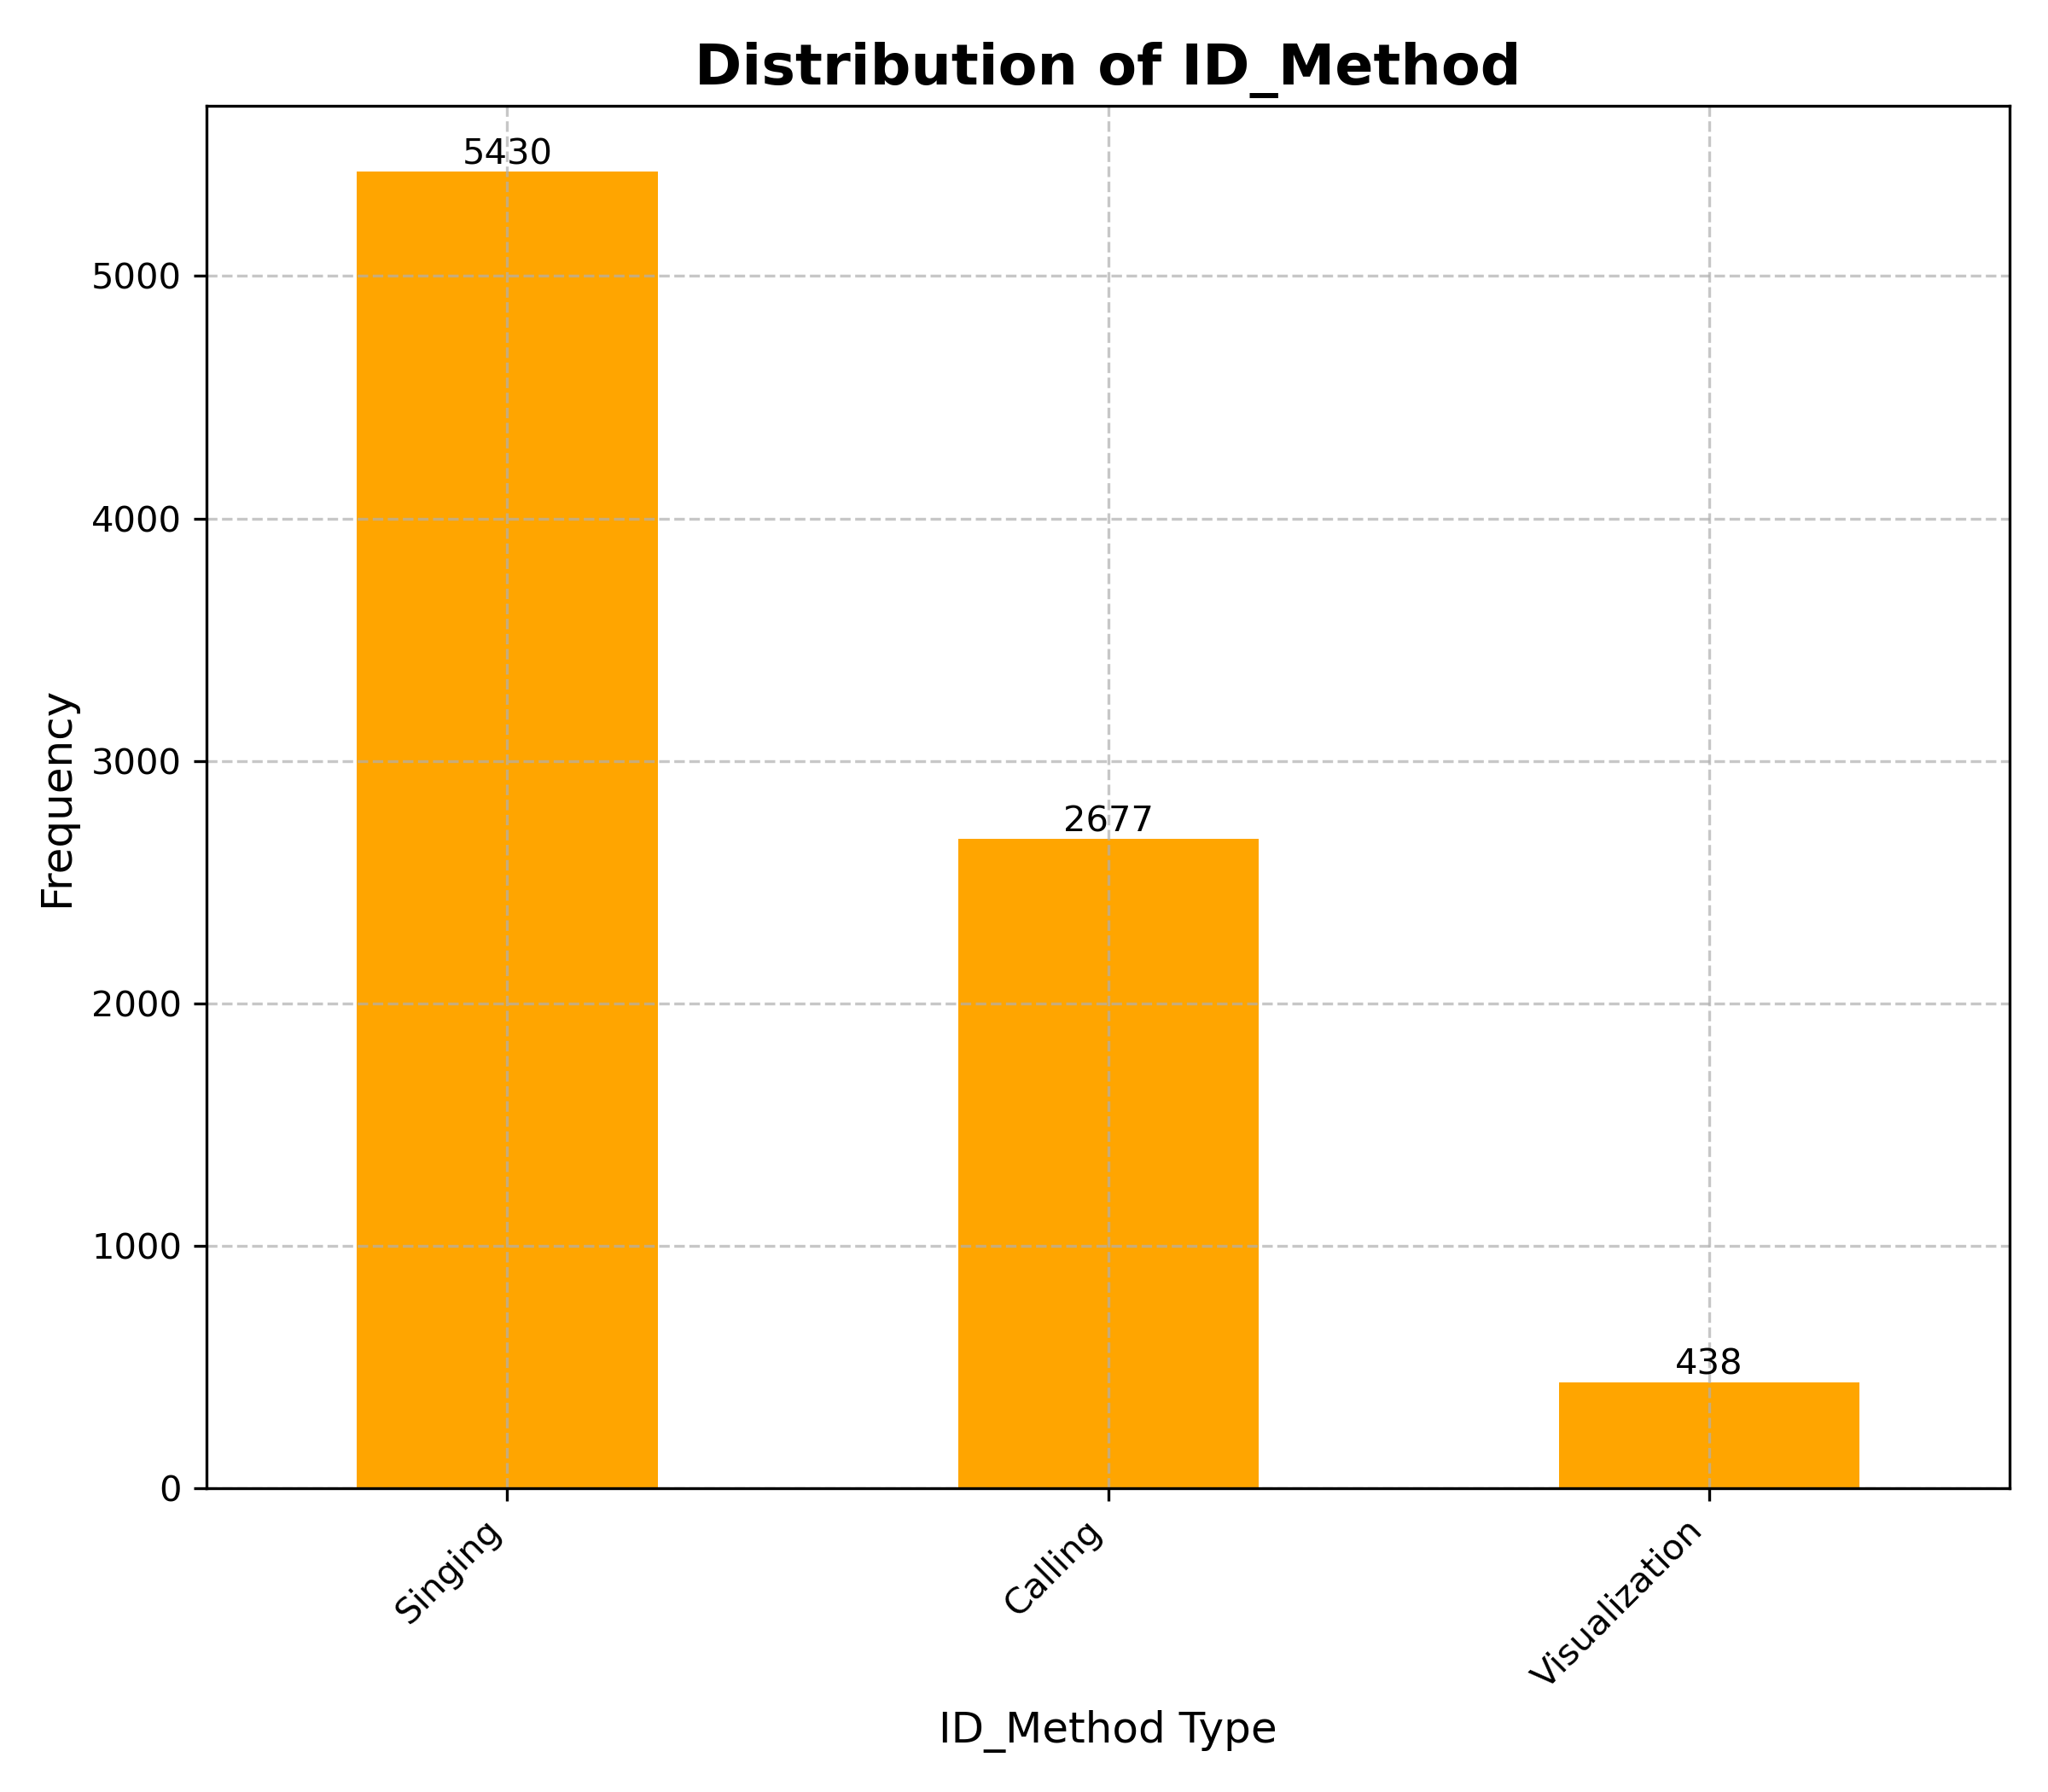 Distribution of ID_Method
5430
2677
438
5000
4000
3000
2000
1000
0
Frequency
Singing
Calling
Visualization
ID_Method Type